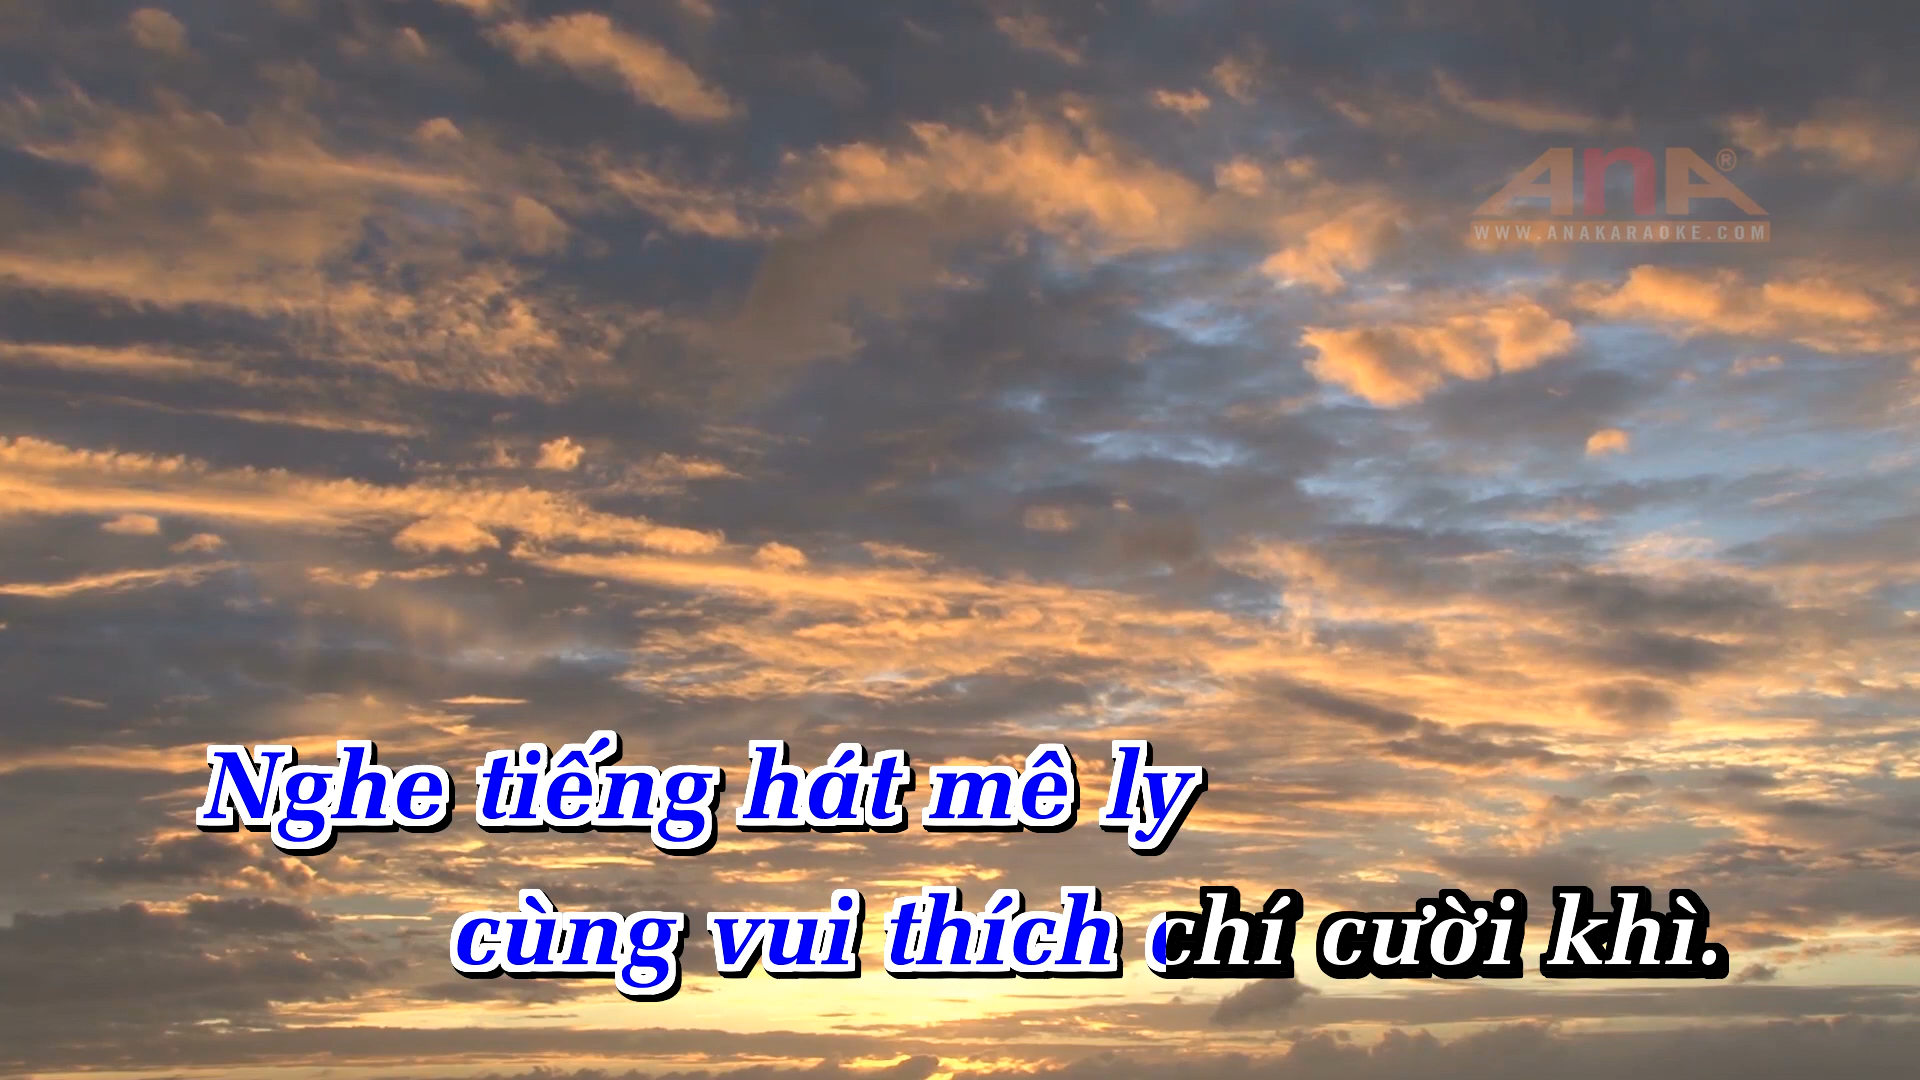 ANA®
WWW.ANAKARAOKE.COM
Nghe tiếng hát mê ly
cùng vui thích chí cười khì.